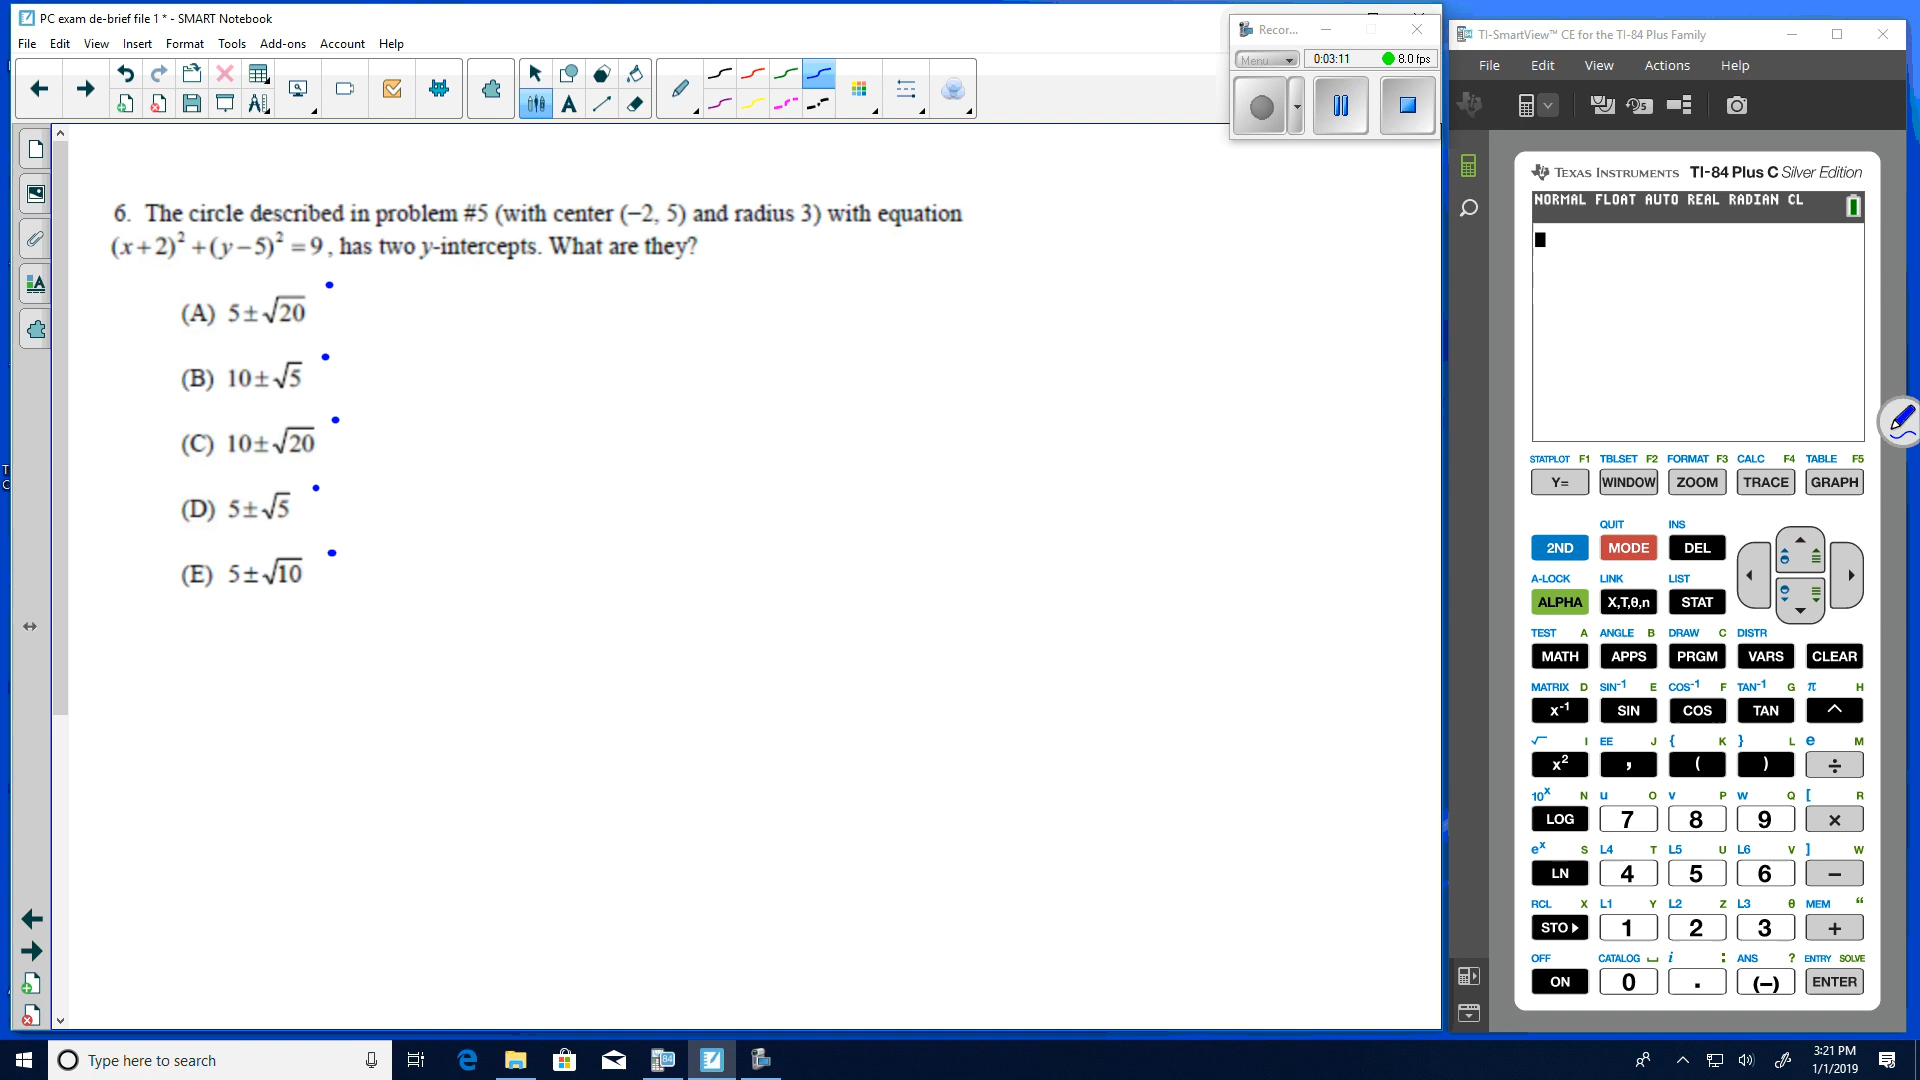 PC exam de-brief file 1 * - SMART Notebook
File Edit View Insert Format Tools Add-ons Account Help
Recor...
Menu 0:03:11 8.0 fps
6. The circle described in problem #5 (with center (−2, 5) and radius 3) with equation
(x+2)² +(y−5)² = 9, has two y-intercepts. What are they?
(A) 5±√20
(B) 10±√5
(C) 10±√20
(D) 5±√5
(E) 5±√10
TI-SmartView™ CE for the TI-84 Plus Family
File Edit View Actions Help
TEXAS INSTRUMENTS TI-84 Plus C Silver Edition
NORMAL FLOAT AUTO REAL RADIAN CL
STATPLOT F1 TBLSET F2 FORMAT F3 CALC F4 TABLE F5
Y= WINDOW ZOOM TRACE GRAPH
QUIT INS
2ND MODE DEL
A-LOCK LINK LIST
ALPHA X,T,θ,n STAT
TEST A ANGLE B DRAW C DISTR
MATH APPS PRGM VARS CLEAR
MATRIX D SIN⁻¹ E COS⁻¹ F TAN⁻¹ G π H
x⁻¹ SIN COS TAN ^
√ I EE J { K } L e M
x² , ( ) ÷
10ˣ N u O v P w Q [ R
LOG 7 8 9 ×
eˣ S L4 T L5 U L6 V ] W
LN 4 5 6 −
RCL X L1 Y L2 Z L3 θ MEM “
STO▸ 1 2 3 +
OFF CATALOG ⎵ i : ANS ? ENTRY SOLVE
ON 0 . (−) ENTER
Type here to search
3:21 PM
1/1/2019